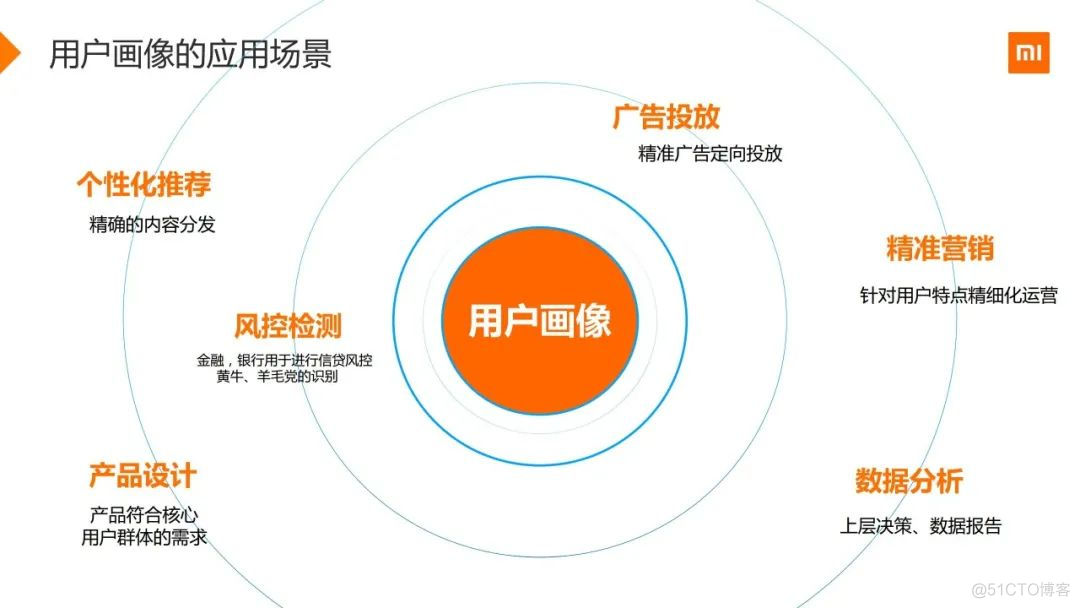 用户画像的应用场景
mi
广告投放
精准广告定向投放
个性化推荐
精确的内容分发
精准营销
针对用户特点精细化运营
用户画像
风控检测
金融，银行用于进行信贷风控
黄牛、羊毛党的识别
产品设计
产品符合核心
用户群体的需求
数据分析
上层决策、数据报告
@51CTO博客